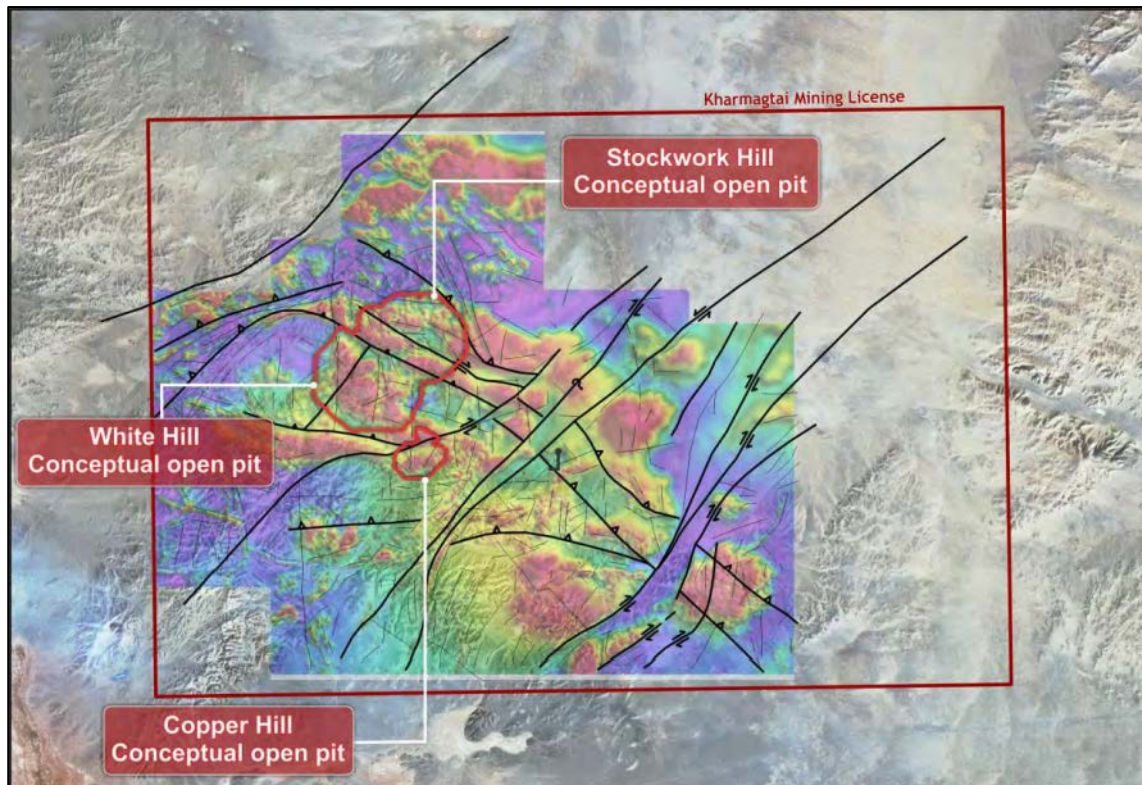 Kharmagtai Mining License
Stockwork Hill
Conceptual open pit
White Hill
Conceptual open pit
Copper Hill
Conceptual open pit